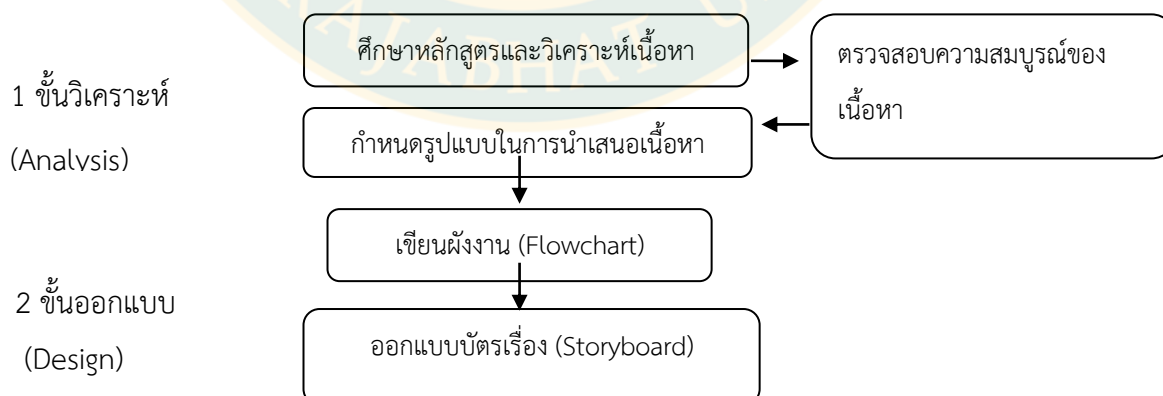 RAJABHAT U
ศึกษาหลักสูตรและวิเคราะห์เนื้อหา
ตรวจสอบความสมบูรณ์ของ
เนื้อหา
1 ขั้นวิเคราะห์
(Analysis)
กำหนดรูปแบบในการนำเสนอเนื้อหา
เขียนผังงาน (Flowchart)
2 ขั้นออกแบบ
(Design)
ออกแบบบัตรเรื่อง (Storyboard)